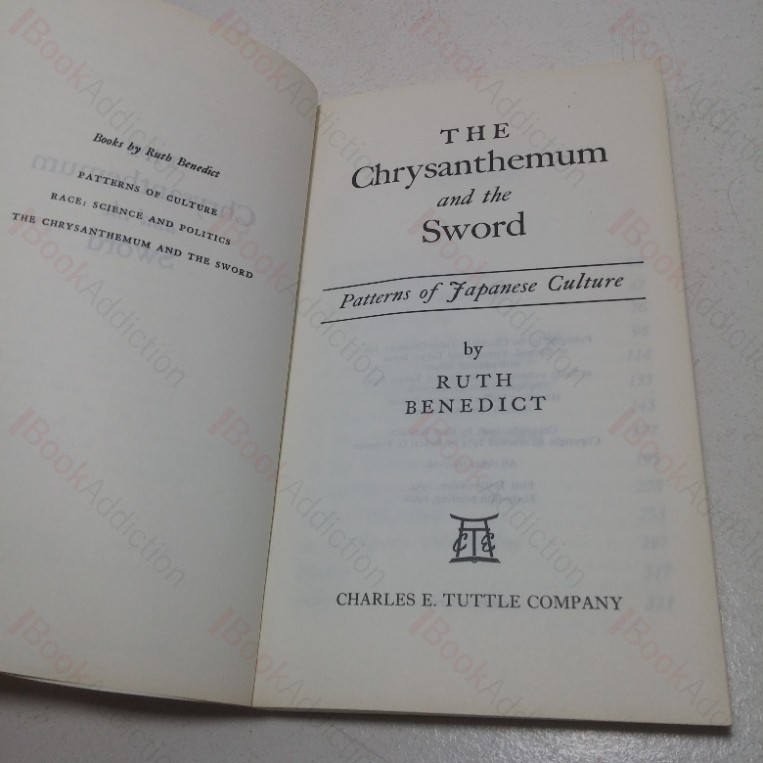 Books by Ruth Benedict
PATTERNS OF CULTURE
RACE: SCIENCE AND POLITICS
THE CHRYSANTHEMUM AND THE SWORD
THE
Chrysanthemum
and the
Sword
Patterns of Japanese Culture
by
RUTH
BENEDICT
CHARLES E. TUTTLE COMPANY
BookAddiction